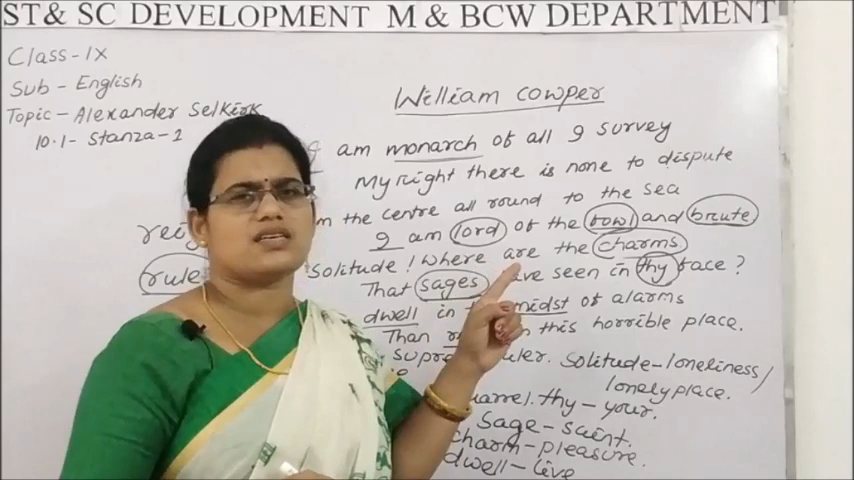 ST& SC DEVELOPMENT M & BCW DEPARTMENT
Class-IX
Sub - English
Topic - Alexander Selkirk
10.1- Stanza-1
William Cowper
I am monarch of all I survey
My right there is none to dispute
m the centre all round to the sea
I am lord of the fowl and brute
solitude! where are the charms
That sages have seen in thy face?
dwell in the midst of alarms
Than in this horrible place.
rule
ruler. Solitude-loneliness/
lonely place.
thy - your.
Sage - saint.
charm - pleasure.
dwell - live